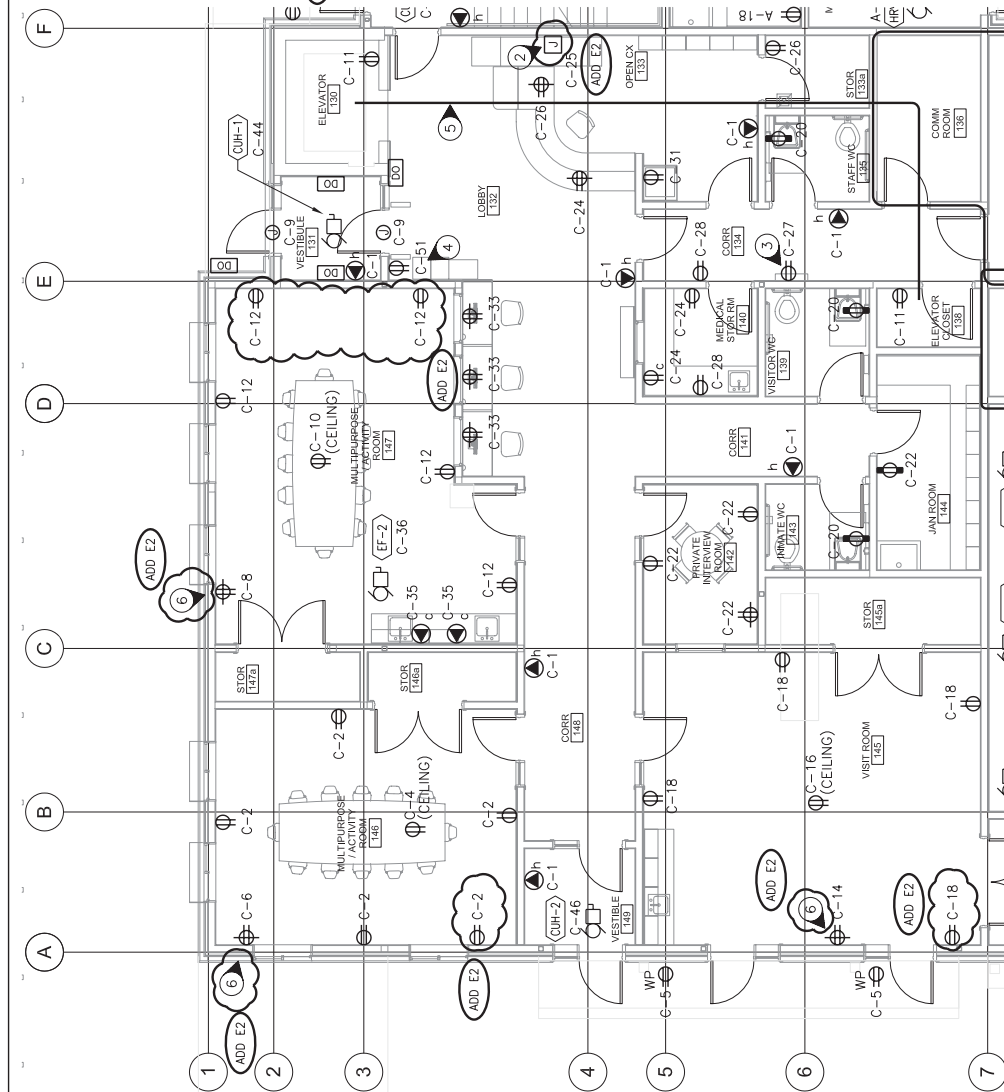 F
E
D
C
B
A
1
2
3
4
5
6
7
C-11
ELEVATOR
130
CUH-1
C-44
h
C-
2
J
C-25
ADD E2
OPEN CX
133
C-26
5
A-18
C-26
STOR
133a
C-1
h
C-20
STAFF WC
135
COMM
ROOM
136
DO
DO
DO
DO
J
C-9
VESTIBULE
131
J
C-9
h
C-1
C-51
4
LOBBY
132
C-24
C-31
C-1
h
C-28
CORR
134
3
C-27
h
C-1
C-12
C-12
ADD E2
C-33
C-33
C-33
C-24
MEDICAL
STOR RM
140
C-24
c
C-28
VISITOR WC
139
C-20
C-11
ELEVATOR
CLOSET
138
C-12
C-10
(CEILING)
MULTIPURPOSE
/ ACTIVITY
ROOM
147
C-12
EF-2
C-36
ADD E2
6
C-8
C-35
c
C-35
c
C-12
CORR
141
h
C-1
C-22
JAN ROOM
144
C-22
PRIVATE
INTERVIEW
ROOM
142
C-22
C-22
INMATE WC
143
C-20
STOR
145a
STOR
147a
STOR
146a
h
C-1
CORR
148
C-2
C-18
C-18
VISIT ROOM
145
C-16
(CEILING)
C-18
C-2
MULTIPURPOSE
/ ACTIVITY
ROOM
146
C-4
(CEILING)
C-2
h
C-1
CUH-2
C-46
VESTIBLE
149
C-6
C-2
C-2
ADD E2
6
C-14
ADD E2
C-18
6
ADD E2
ADD E2
WP
C-5
WP
C-5